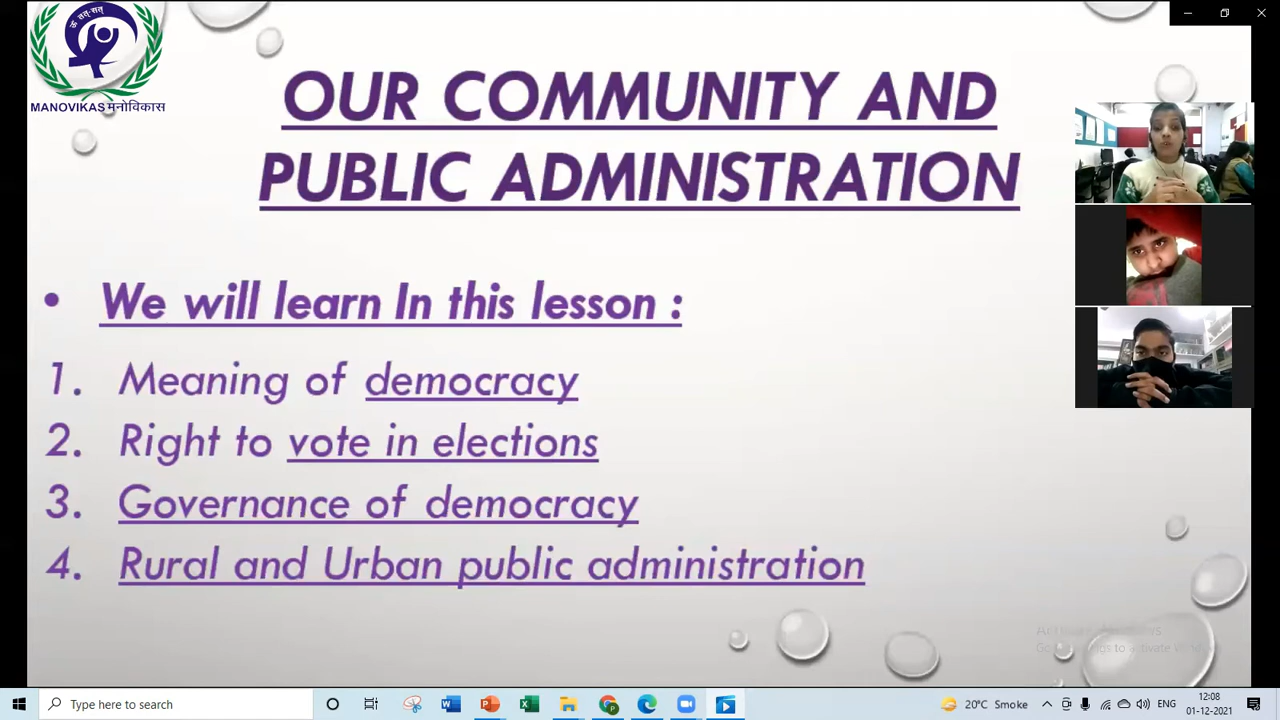 ॐ तत् सत्
MANOVIKAS मनोविकास
OUR COMMUNITY AND
PUBLIC ADMINISTRATION
• We will learn In this lesson :
1. Meaning of democracy
2. Right to vote in elections
3. Governance of democracy
4. Rural and Urban public administration
Type here to search
20°C Smoke
ENG
12:08
01-12-2021